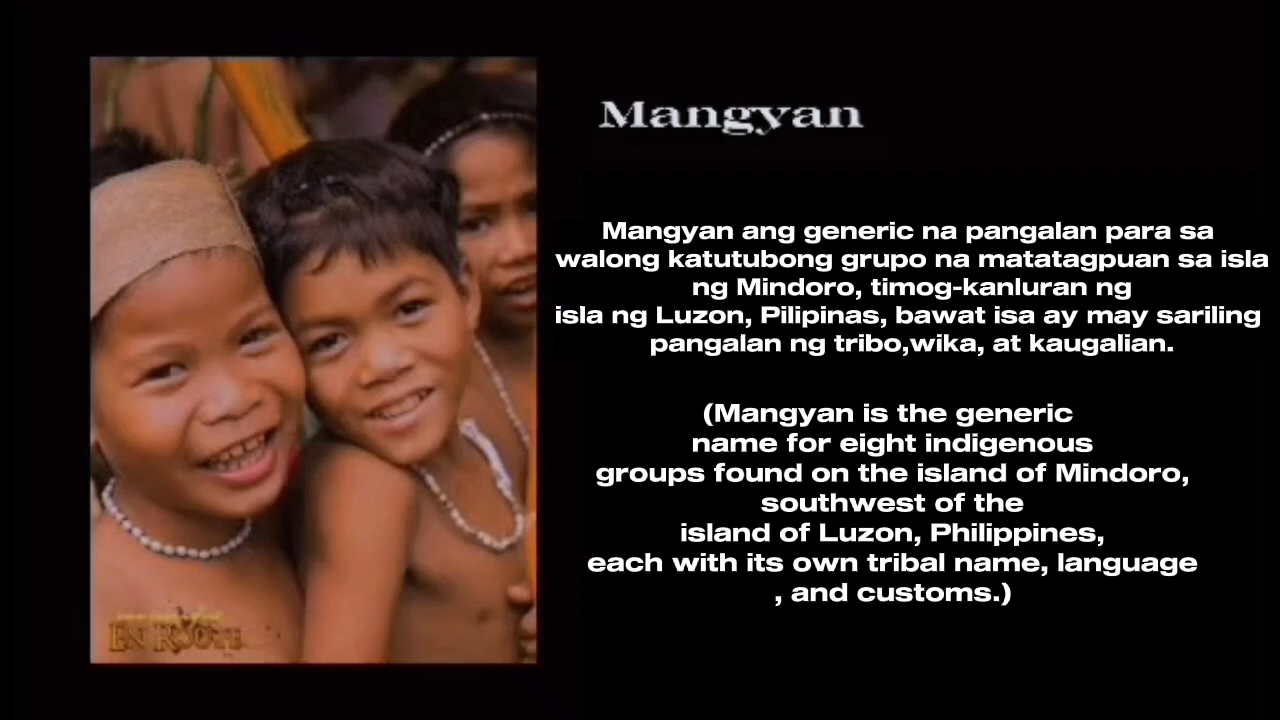 Mangyan
Mangyan ang generic na pangalan para sa
walong katutubong grupo na matatagpuan sa isla
ng Mindoro, timog-kanluran ng
isla ng Luzon, Pilipinas, bawat isa ay may sariling
pangalan ng tribo,wika, at kaugalian.
(Mangyan is the generic
name for eight indigenous
groups found on the island of Mindoro,
southwest of the
island of Luzon, Philippines,
each with its own tribal name, language
, and customs.)
EN ROUTE